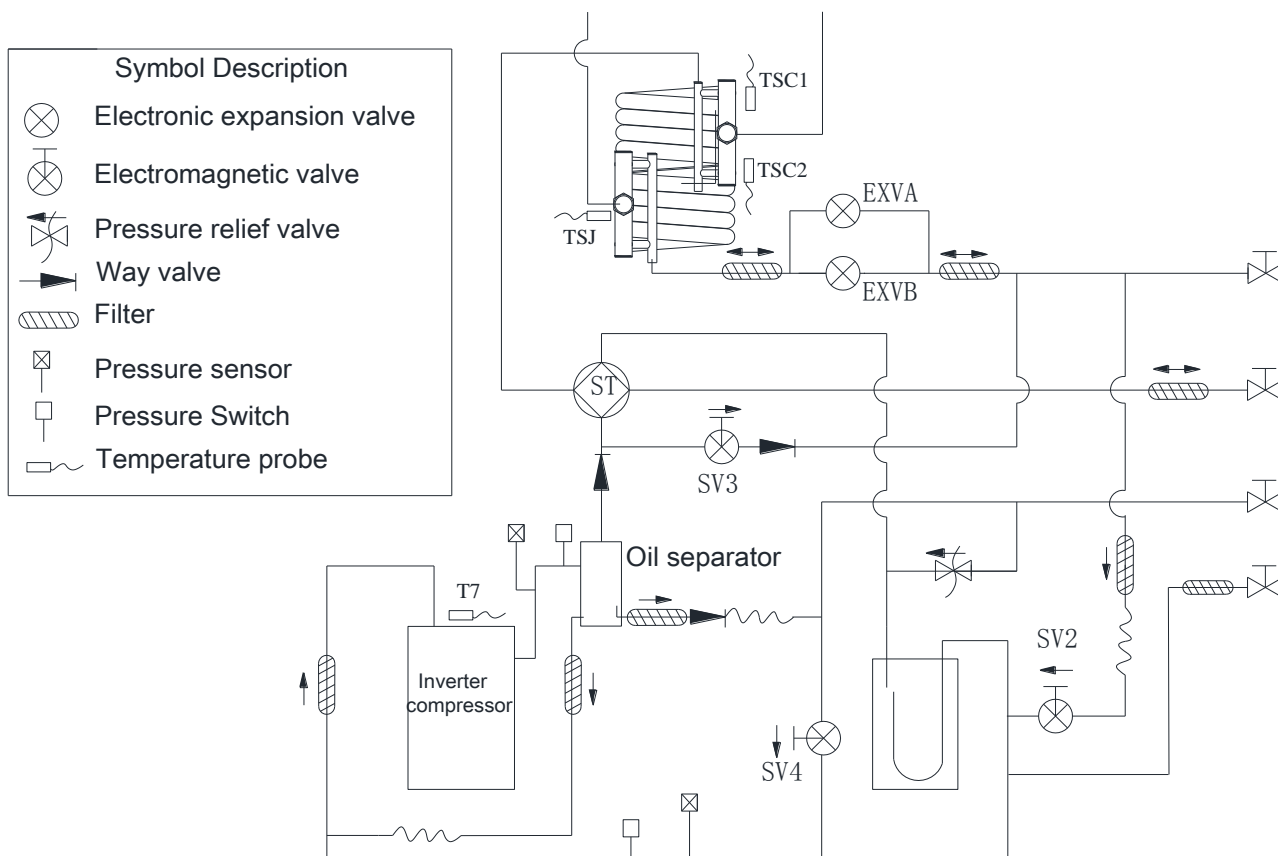 Symbol Description
Electronic expansion valve
Electromagnetic valve
Pressure relief valve
Way valve
Filter
Pressure sensor
Pressure Switch
Temperature probe
TSC1
TSC2
TSJ
EXVA
EXVB
ST
SV3
Oil separator
T7
Inverter
compressor
SV2
SV4